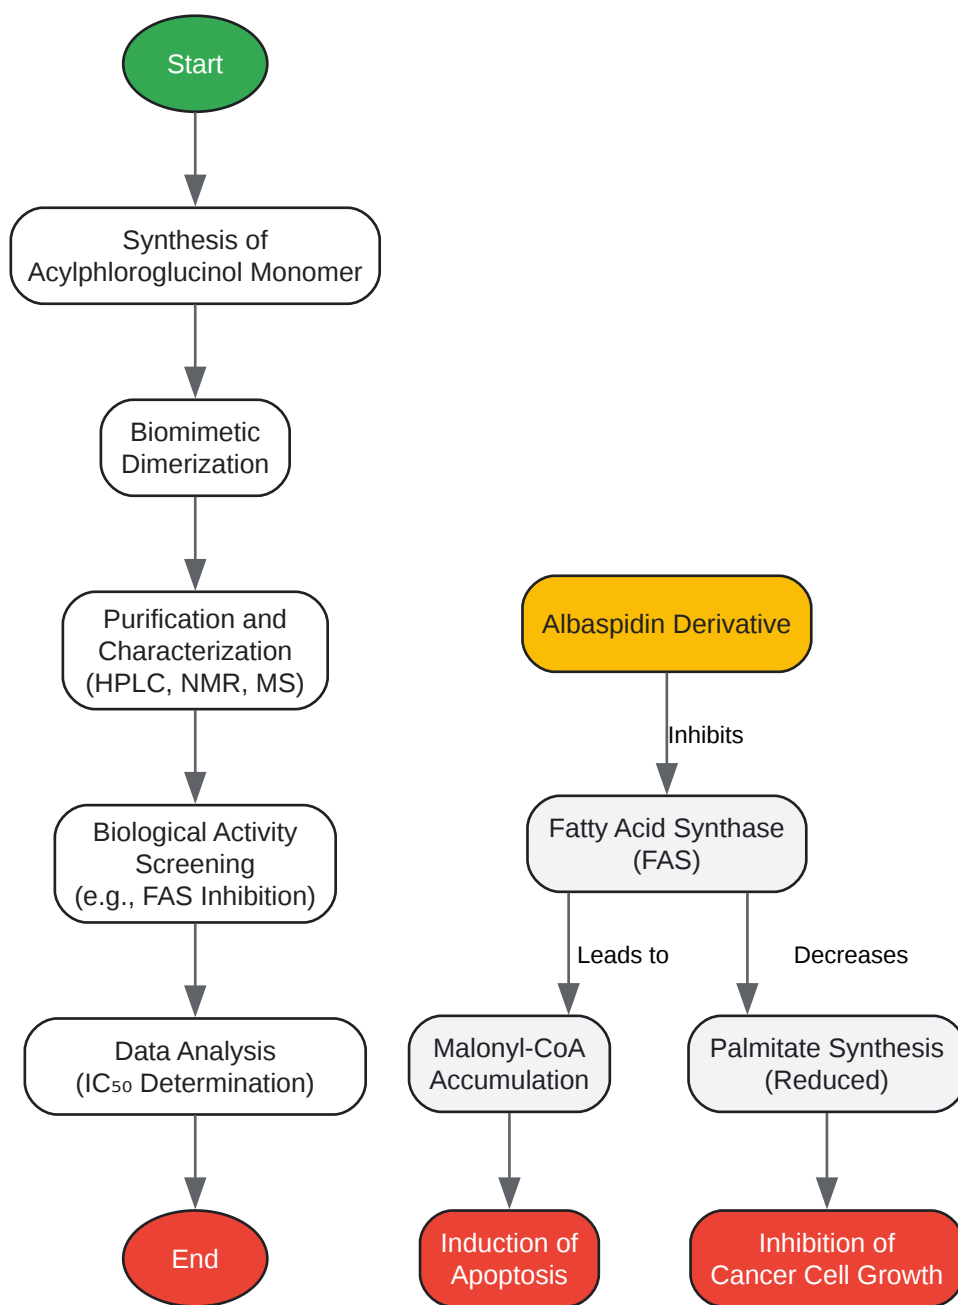 Start
Synthesis of
Acylphloroglucinol Monomer
Biomimetic
Dimerization
Purification and
Characterization
(HPLC, NMR, MS)
Biological Activity
Screening
(e.g., FAS Inhibition)
Data Analysis
(IC₅₀ Determination)
End
Albaspidin Derivative
Inhibits
Fatty Acid Synthase
(FAS)
Leads to
Decreases
Malonyl-CoA
Accumulation
Palmitate Synthesis
(Reduced)
Induction of
Apoptosis
Inhibition of
Cancer Cell Growth